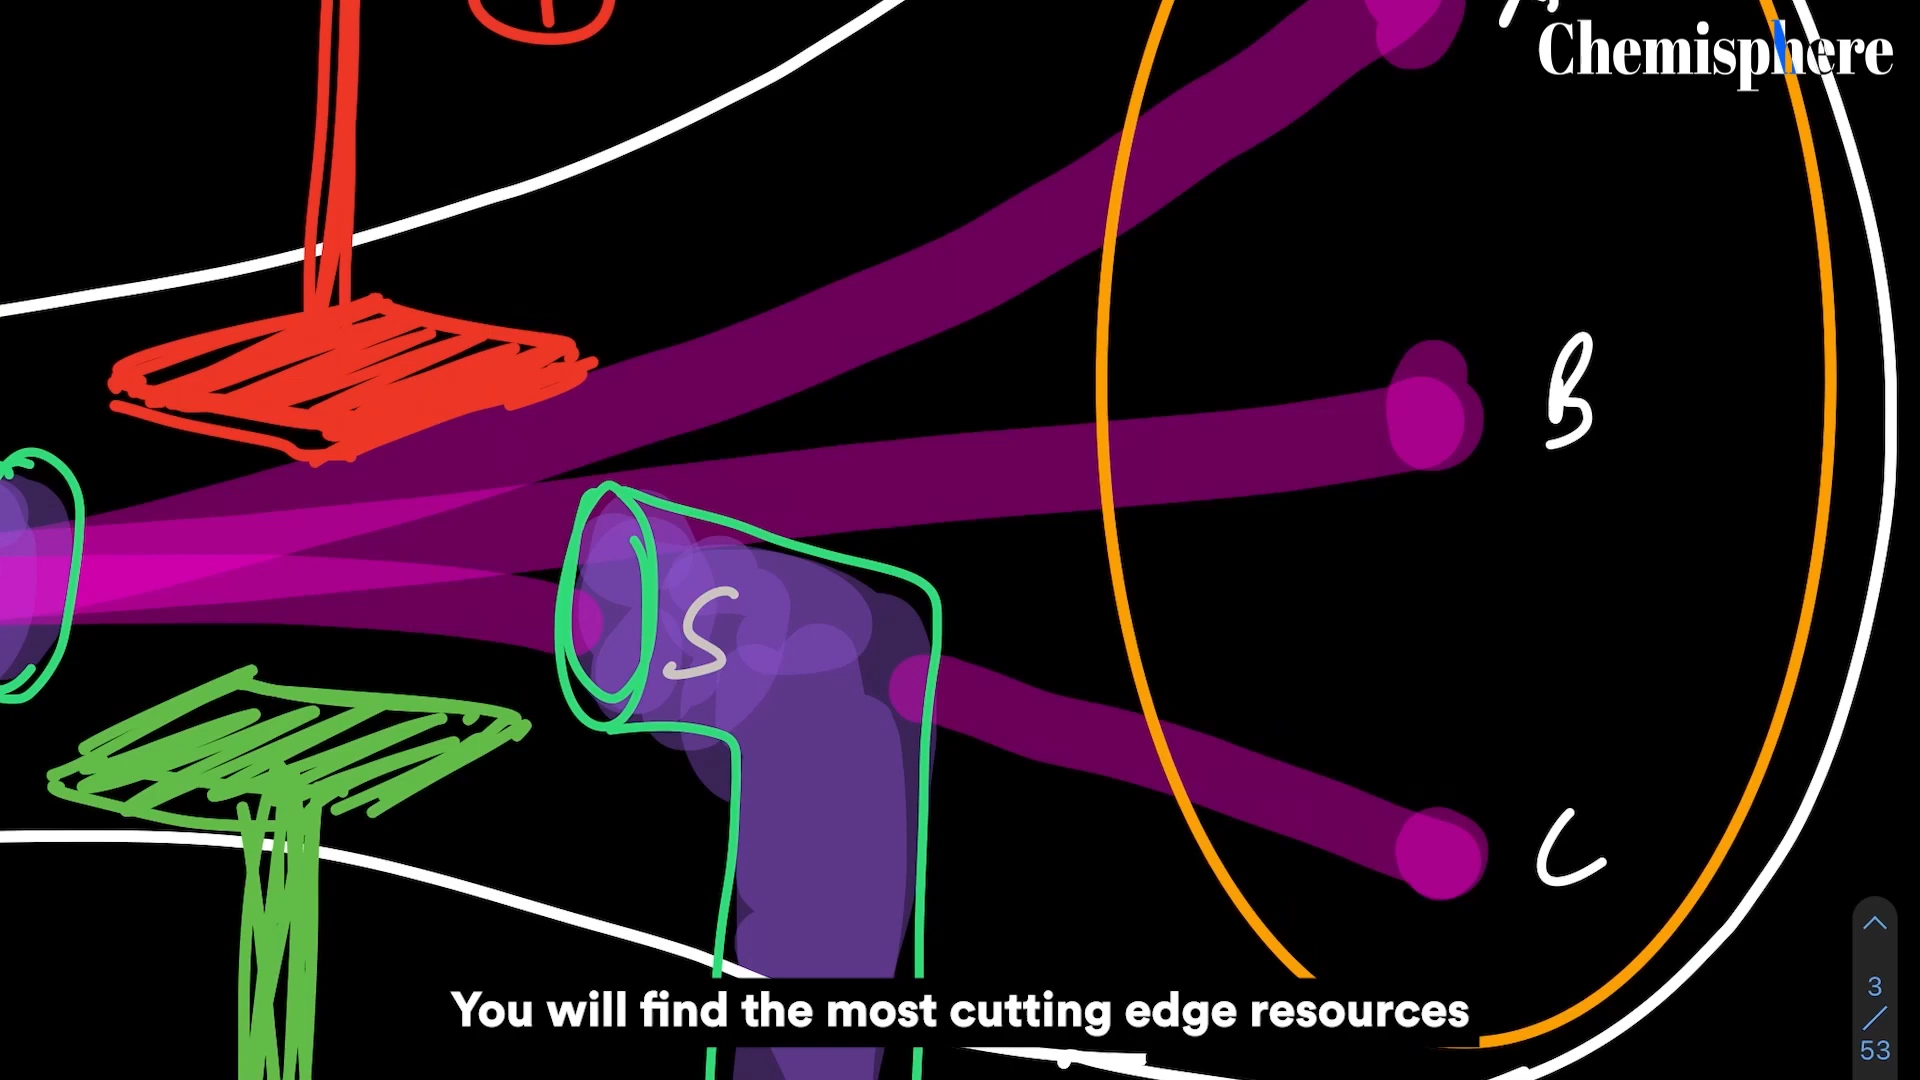 Chemisphere
B
S
C
You will find the most cutting edge resources
3
/
53